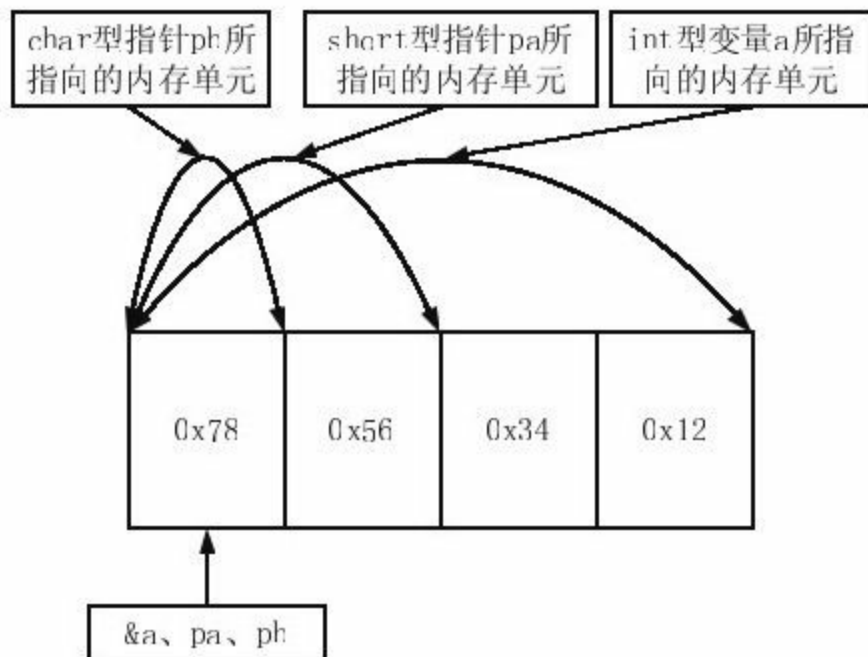 char型指针ph所
指向的内存单元
short型指针pa所
指向的内存单元
int型变量a所指
向的内存单元
0x78
0x56
0x34
0x12
&a、pa、ph